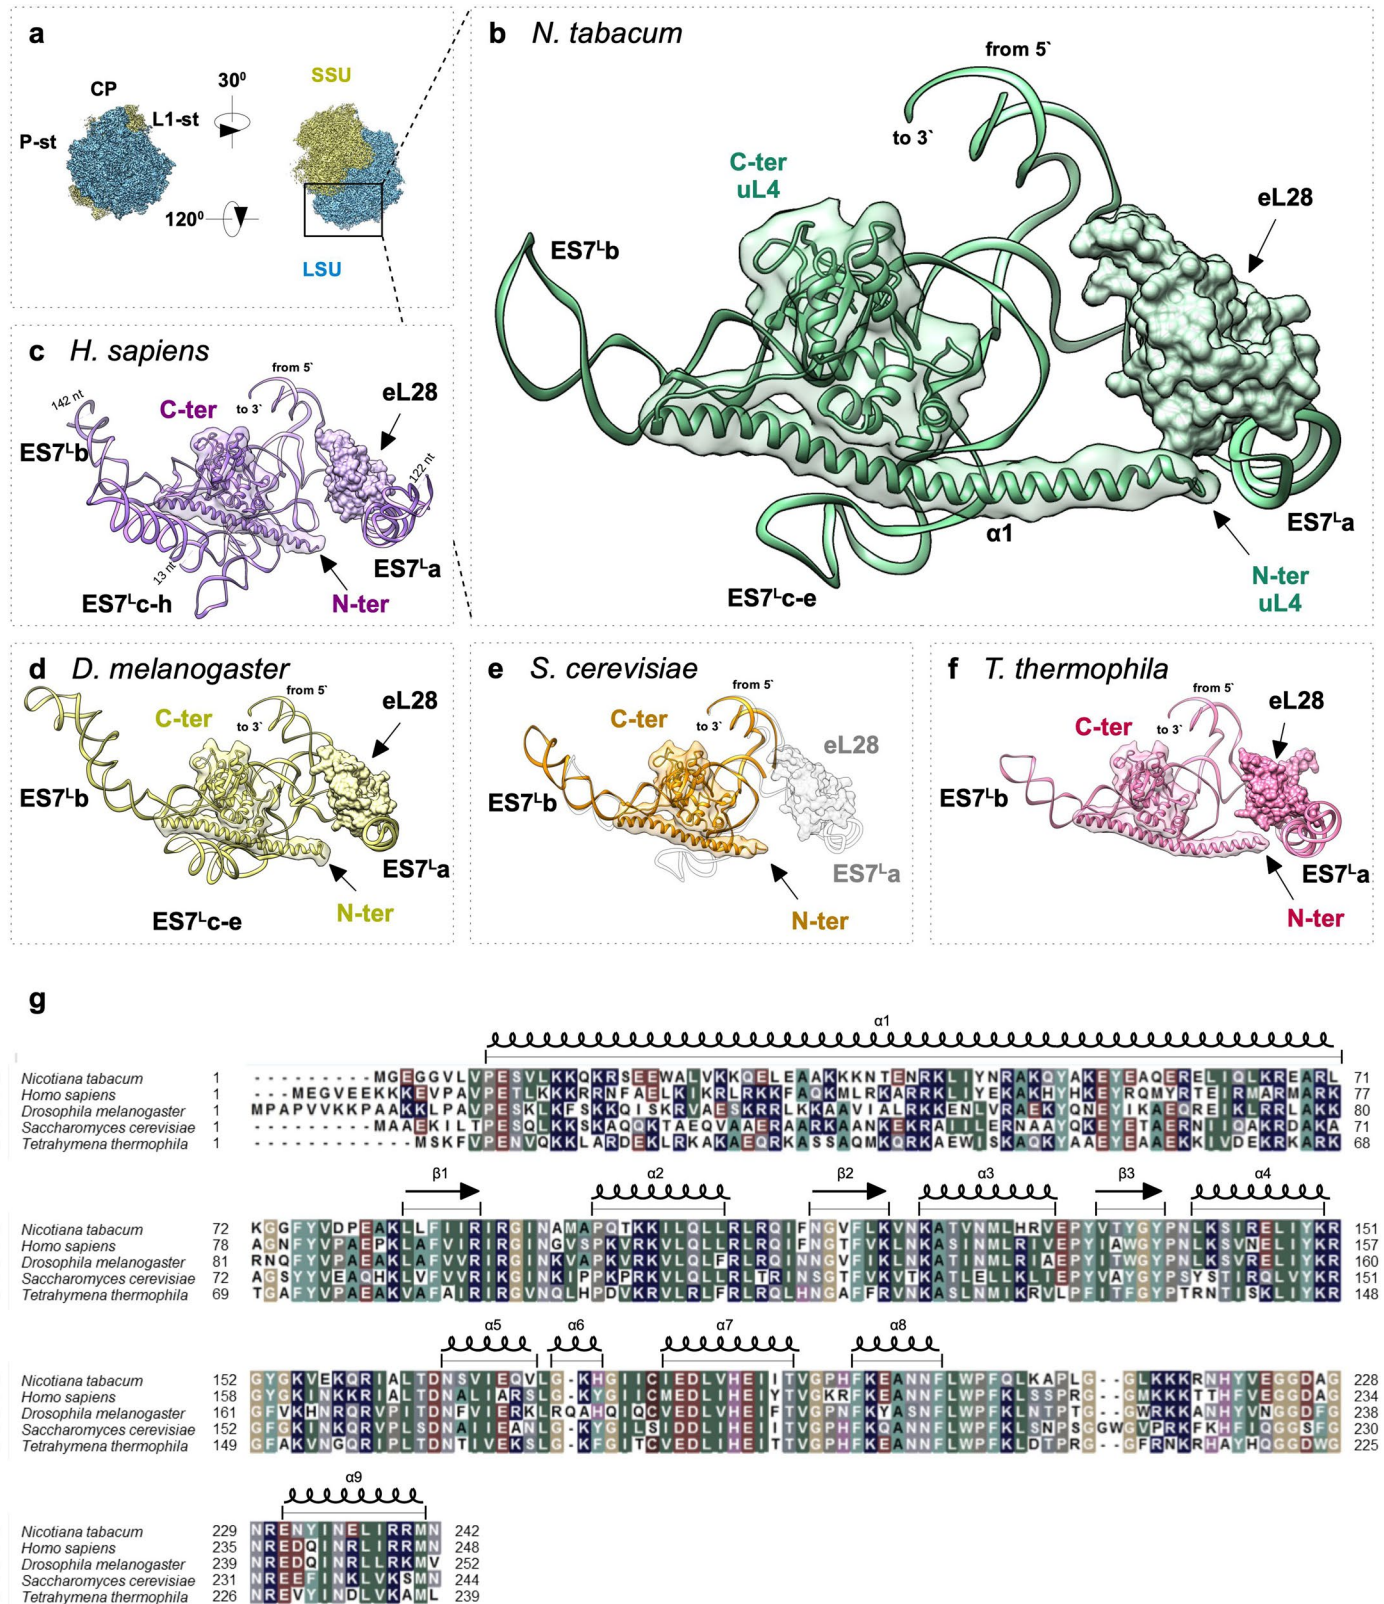 a
CP
30⁰
SSU
L1-st
P-st
120⁰
LSU
b N. tabacum
from 5`
to 3`
C-ter
uL4
eL28
ES7ᴸb
α1
ES7ᴸa
N-ter
uL4
ES7ᴸc-e
c H. sapiens
from 5`
142 nt
C-ter
to 3`
eL28
ES7ᴸb
122 nt
13 nt
ES7ᴸa
ES7ᴸc-h
N-ter
d D. melanogaster
from 5`
C-ter
to 3`
eL28
ES7ᴸb
ES7ᴸa
ES7ᴸc-e
N-ter
e S. cerevisiae
from 5`
C-ter
to 3`
eL28
ES7ᴸb
ES7ᴸa
N-ter
f T. thermophila
from 5`
C-ter
to 3`
eL28
ES7ᴸb
ES7ᴸa
N-ter
g
α1
Nicotiana tabacum 1 ---------MGEGGVLVPESVLKKQKRSEEWALVKKQELEAAKKKNTENRKLIYNRAKQYAKEYEAQERELIQLKREARL 71
Homo sapiens 1 ---MEGVEEKKKEVPAVPESLKKKRRNFAELKIKRLRKKFAQKMLRKARRKLIYEKAKHYHKEYRQMYRTEIRMARMARK 77
Drosophila melanogaster 1 MPAPVVKKPAAKKLPAVPESKLKFSKKQISKRVAESKRRLKKAAVIALRKKENLVRAEKYQNEYIKAEQREIKLRRLAKK 80
Saccharomyces cerevisiae 1 ---------MAAEKILTPESQLKKSKAQQKTAEQVAAERAARKAANKEKRAIILERNAAYQKEYETAERNIIQAKRDAKA 71
Tetrahymena thermophila 1 ------------MSKFVPENVQKKLARDEKLRKAKAEQRKASSAQMKQRKAEWISKAQKYAAEYEAAEKKIVDEKRKARK 68
β1 α2 β2 α3 β3 α4
Nicotiana tabacum 72 KGGFYVDPEAKLLFIIRIRGINAMAPQTKKILQLLRLRQIFNGVFLKVNKATVNMLHRVEPYVTYGYPNLKSIRELIYKR 151
Homo sapiens 78 AGNFYVPAEPKLAFVIRIRGINGVSPKVRKVLQLLRLRQIFNGTFVKLNKASINMLRIVEPYIAWGYPNLKSVNELIYKR 157
Drosophila melanogaster 81 RNQFYVPAEAKLAFVIRIRGINKVAPKVRKVLQLFRLRQINNGVFIKLNKATINMLRIAEPYITWGYPNLKSVRELIYKR 160
Saccharomyces cerevisiae 72 AGSYYVEAQHKLVFVVRIKGINKIPPKPRKVLQLLRLTRINSGTFVKVTKATLELLKLIEPYVAYGYPSYSTIRQLVYKR 151
Tetrahymena thermophila 69 TGAFYVPAEAKVAFAIRIRGVNQLHPDVKRVLRLFRLRQLHNGAFFRVNKASLNMIKRVLPFITFGYPTRNTISKLIYKR 148
α5 α6 α7 α8
Nicotiana tabacum 152 GYGKVEKQRIALTDNSVIEQVLG-KHGIICMEDLVHEIITVGPHFKEANNFLWPFQLKAPLG--GLKKKRNHYVEGGDAG 228
Homo sapiens 158 GYGKINKKRIALTDNALIARSLG-KYGIICMEDLIHEIYTVGKRFKEANNFLWPFKLSSPRG--GMKKKTTHFVEGGDAG 234
Drosophila melanogaster 161 GFVKHNRQRVPITDNFVIERKLRQAHQIQCVEDLVHEIFTVGPNFKYASNFLWPFKLNTPTG--GWRKKANHYVNGGDFG 238
Saccharomyces cerevisiae 152 GFGKINKQRVPLSDNAIIEANLG-KYGILSIDDLIHEIITVGPHFKQANNFLWPFKLSNPSGGWGVPRKFKHFIQGGSFG 230
Tetrahymena thermophila 149 GFAKVNGQRIPLTDNTIVEKSLG-KFGITCVEDLIHEITTVGPHFKEANNFLWPFKLDTPRG--GFRNKRHAYHQGGDWG 225
α9
Nicotiana tabacum 229 NRENYINELIRRMN 242
Homo sapiens 235 NREDQINRLIRRMN 248
Drosophila melanogaster 239 NREDQINRLLRKMV 252
Saccharomyces cerevisiae 231 NREEFINKLVKSMN 244
Tetrahymena thermophila 226 NREVYINDLVKAML 239